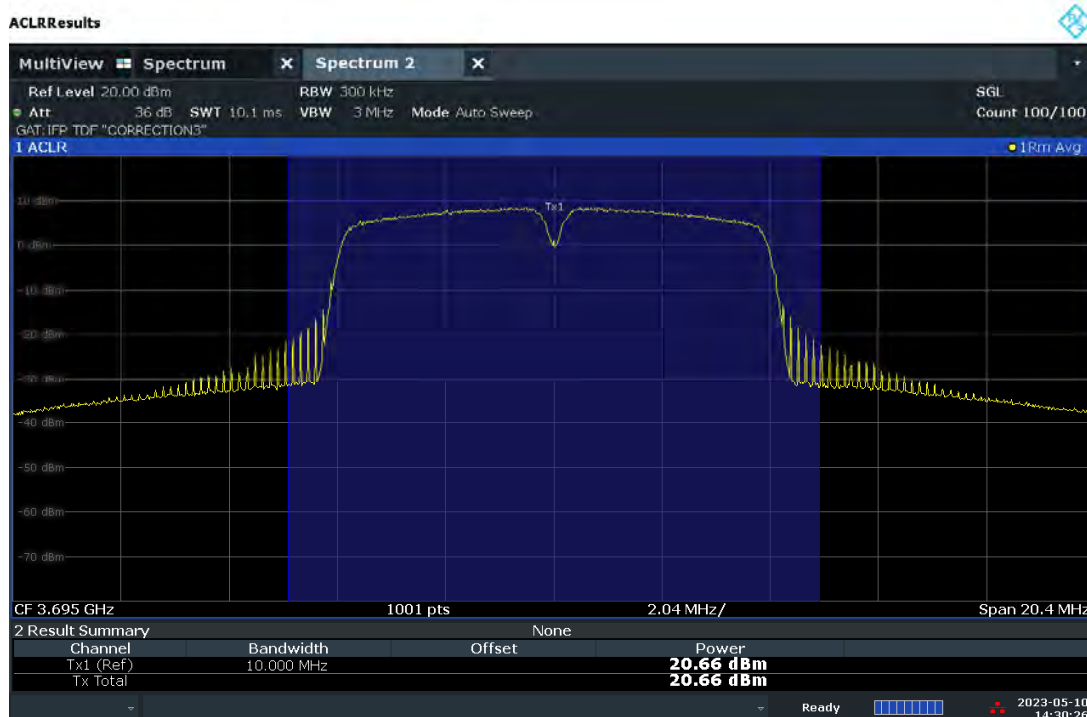 ACLRResults
MultiView Spectrum X Spectrum 2 X
Ref Level 20.00 dBm RBW 300 kHz SGL
Att 36 dB SWT 10.1 ms VBW 3 MHz Mode Auto Sweep Count 100/100
GAT: IFP TDF "CORRECTION3"
1 ACLR 1Rm Avg
10 dBm
Tx1
0 dBm
-10 dBm
-20 dBm
-30 dBm
-40 dBm
-50 dBm
-60 dBm
-70 dBm
CF 3.695 GHz 1001 pts 2.04 MHz/ Span 20.4 MHz
2 Result Summary None
Channel Bandwidth Offset Power
Tx1 (Ref) 10.000 MHz 20.66 dBm
Tx Total 20.66 dBm
Ready 2023-05-10
14:30:26